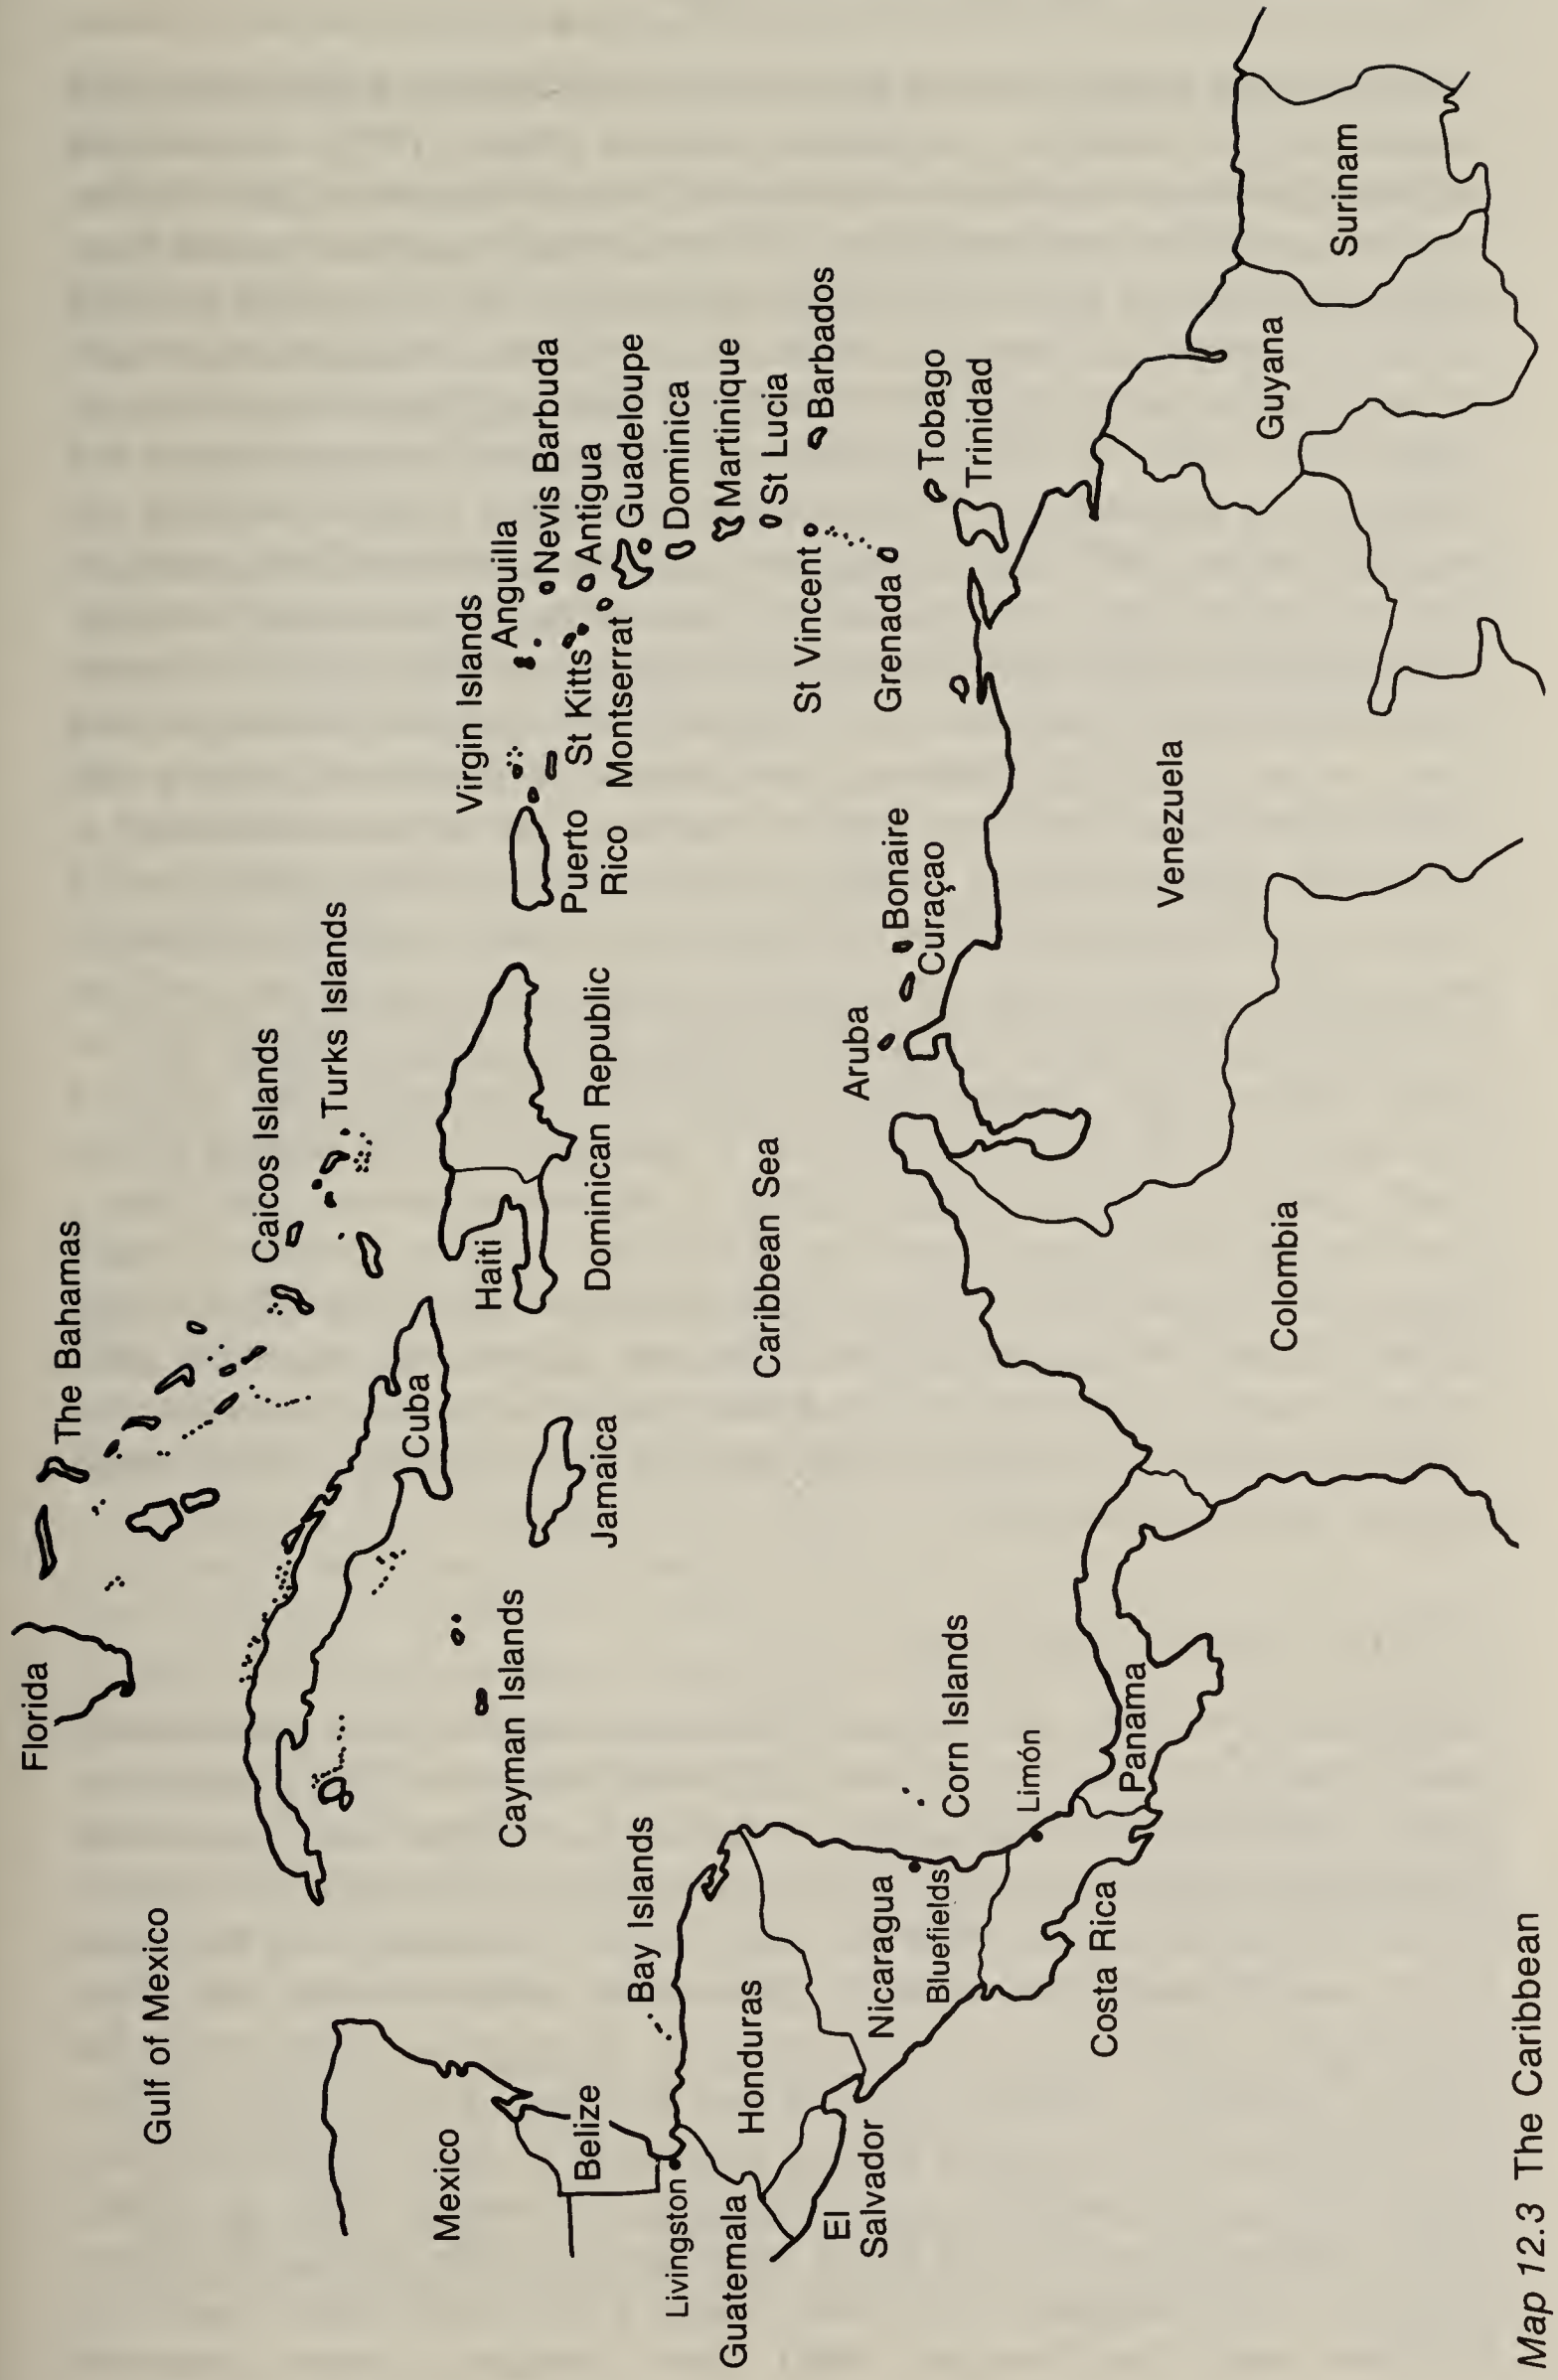 Florida
The Bahamas
Gulf of Mexico
Caicos Islands
Turks Islands
Cuba
Mexico
Cayman Islands
Haiti
Jamaica
Dominican Republic
Puerto
Rico
Virgin Islands
Anguilla
Nevis Barbuda
St Kitts
Antigua
Montserrat
Guadeloupe
Dominica
Martinique
St Lucia
St Vincent
Barbados
Grenada
Tobago
Trinidad
Belize
Bay Islands
Livingston
Guatemala
Honduras
El
Salvador
Caribbean Sea
Aruba
Bonaire
Curaçao
Nicaragua
Bluefields
Corn Islands
Limón
Costa Rica
Panama
Venezuela
Colombia
Guyana
Surinam
Map 12.3 The Caribbean